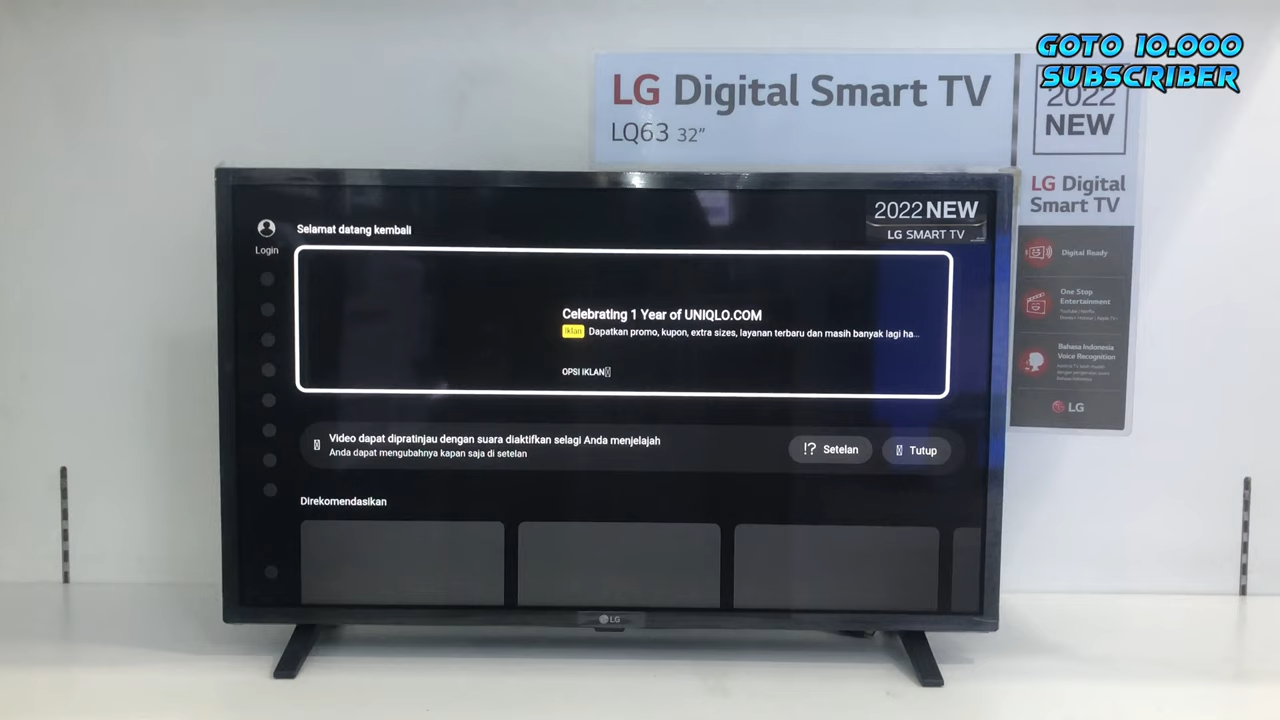 GOTO 10.000
SUBSCRIBER
LG Digital Smart TV
LQ63 32"
2022
NEW
LG Digital
Smart TV
Digital Ready
One Stop
Entertainment
Bahasa Indonesia
Voice Recognition
LG
2022 NEW
LG SMART TV
Login
Selamat datang kembali
Celebrating 1 Year of UNIQLO.COM
Iklan Dapatkan promo, kupon, extra sizes, layanan terbaru dan masih banyak lagi ha...
OPSI IKLAN
Video dapat dipratinjau dengan suara diaktifkan selagi Anda menjelajah
Anda dapat mengubahnya kapan saja di setelan
!? Setelan
Tutup
Direkomendasikan
LG